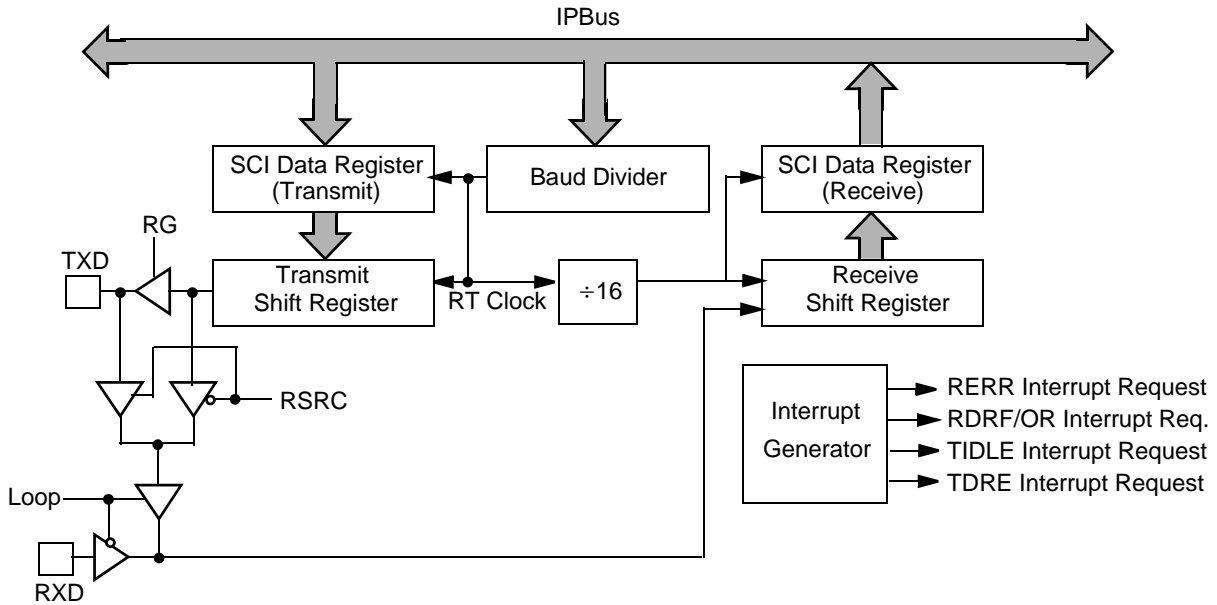 IPBus
SCI Data Register
(Transmit)
Baud Divider
SCI Data Register
(Receive)
RG
TXD
Transmit
Shift Register
RT Clock
÷16
Receive
Shift Register
RSRC
Interrupt
Generator
RERR Interrupt Request
RDRF/OR Interrupt Req.
TIDLE Interrupt Request
TDRE Interrupt Request
Loop
RXD